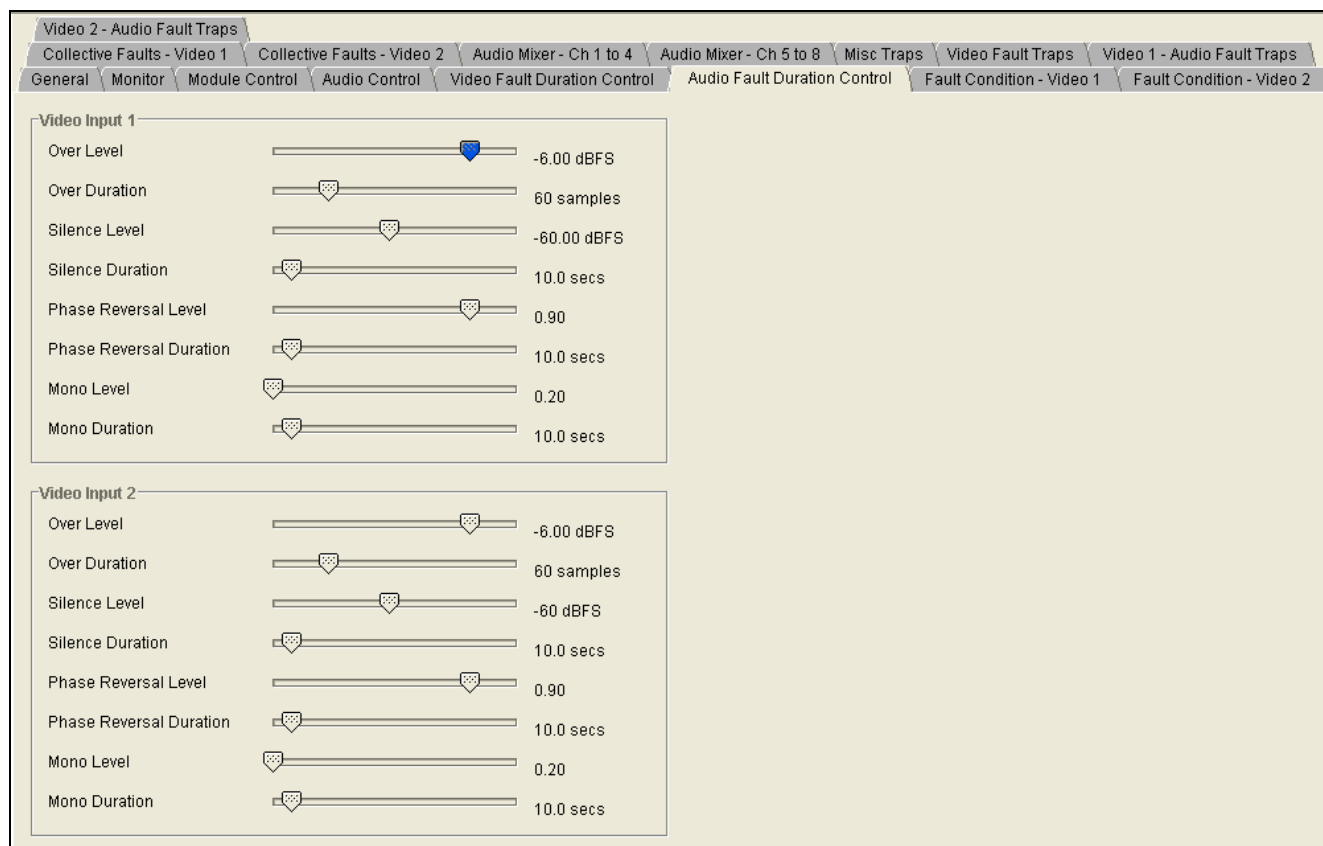 Video 2 - Audio Fault Traps
Collective Faults - Video 1 Collective Faults - Video 2 Audio Mixer - Ch 1 to 4 Audio Mixer - Ch 5 to 8 Misc Traps Video Fault Traps Video 1 - Audio Fault Traps
General Monitor Module Control Audio Control Video Fault Duration Control Audio Fault Duration Control Fault Condition - Video 1 Fault Condition - Video 2
Video Input 1
Over Level -6.00 dBFS
Over Duration 60 samples
Silence Level -60.00 dBFS
Silence Duration 10.0 secs
Phase Reversal Level 0.90
Phase Reversal Duration 10.0 secs
Mono Level 0.20
Mono Duration 10.0 secs
Video Input 2
Over Level -6.00 dBFS
Over Duration 60 samples
Silence Level -60 dBFS
Silence Duration 10.0 secs
Phase Reversal Level 0.90
Phase Reversal Duration 10.0 secs
Mono Level 0.20
Mono Duration 10.0 secs